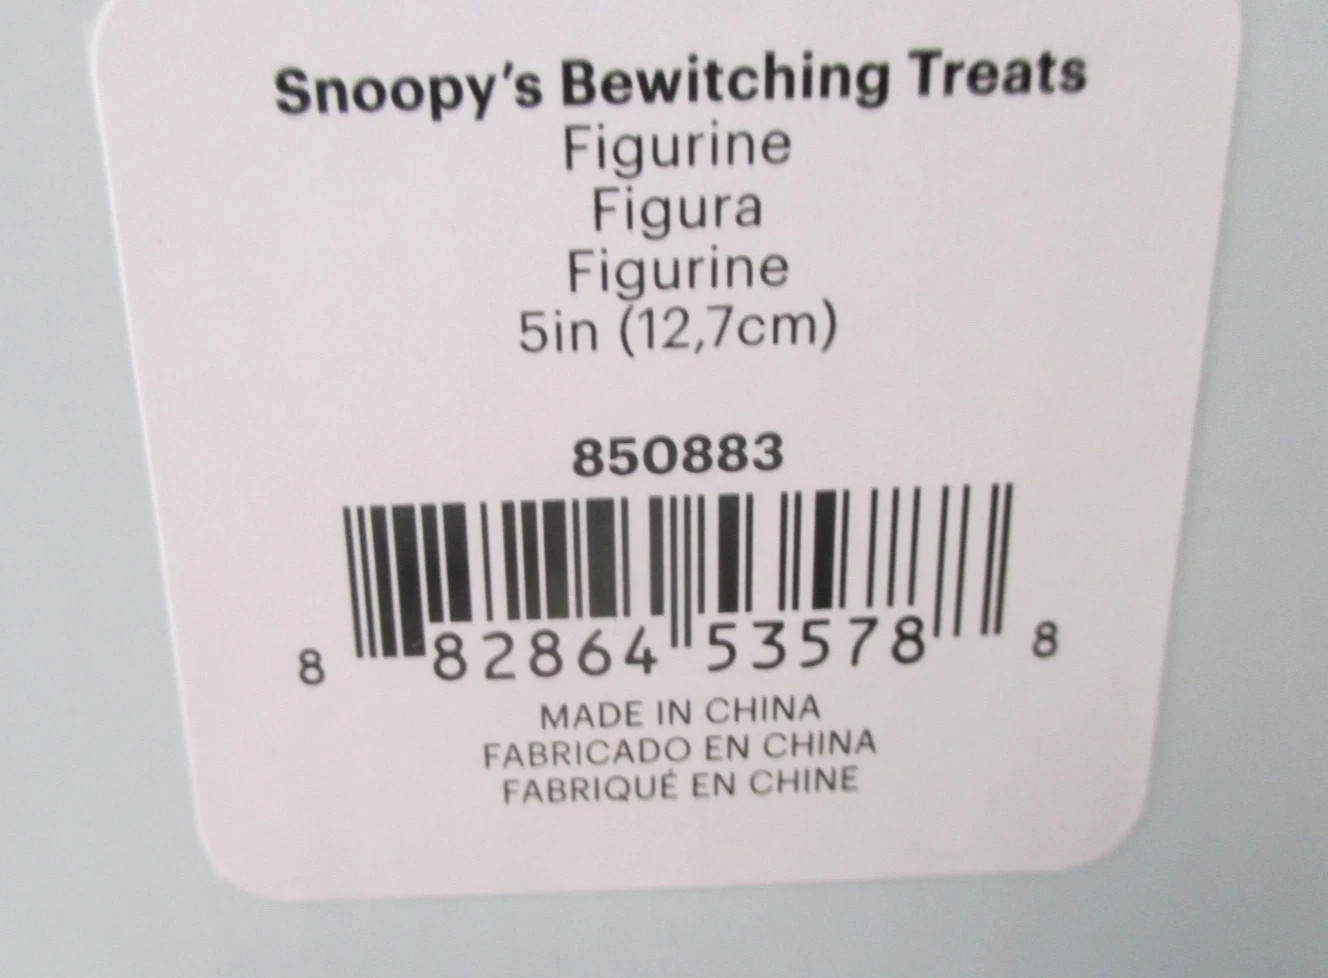 Snoopy's Bewitching Treats
Figurine
Figura
Figurine
5in (12,7cm)
850883
8 82864 53578 8
MADE IN CHINA
FABRICADO EN CHINA
FABRIQUÉ EN CHINE